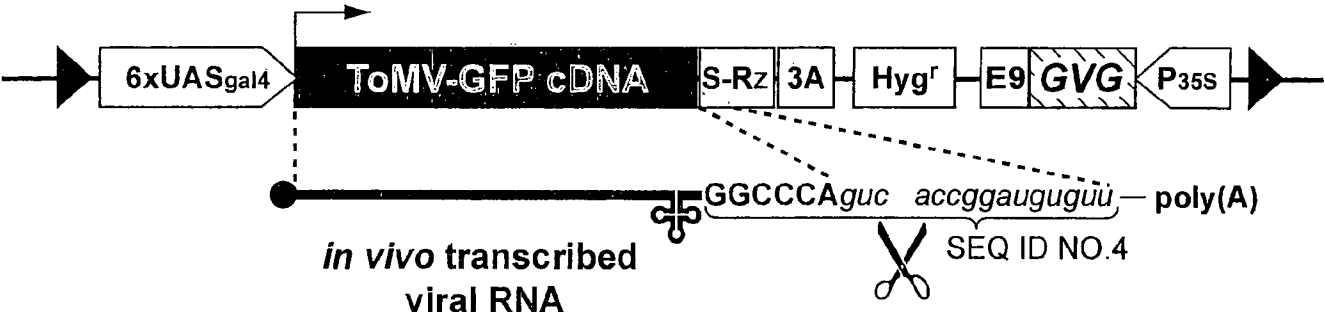 6xUASgal4 ToMV-GFP cDNA S-Rz 3A Hygr E9 GVG P35S
GGCCCAguc accggauguguu poly(A)
SEQ ID NO.4
in vivo transcribed
viral RNA